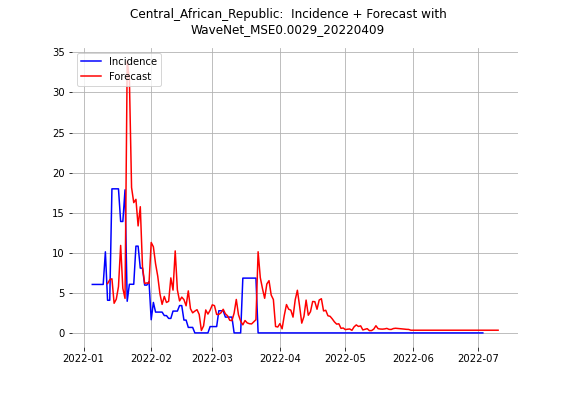 Central_African_Republic:  Incidence + Forecast with
WaveNet_MSE0.0029_20220409
35
30
25
20
15
10
5
0
Incidence
Forecast
2022-01 2022-02 2022-03 2022-04 2022-05 2022-06 2022-07